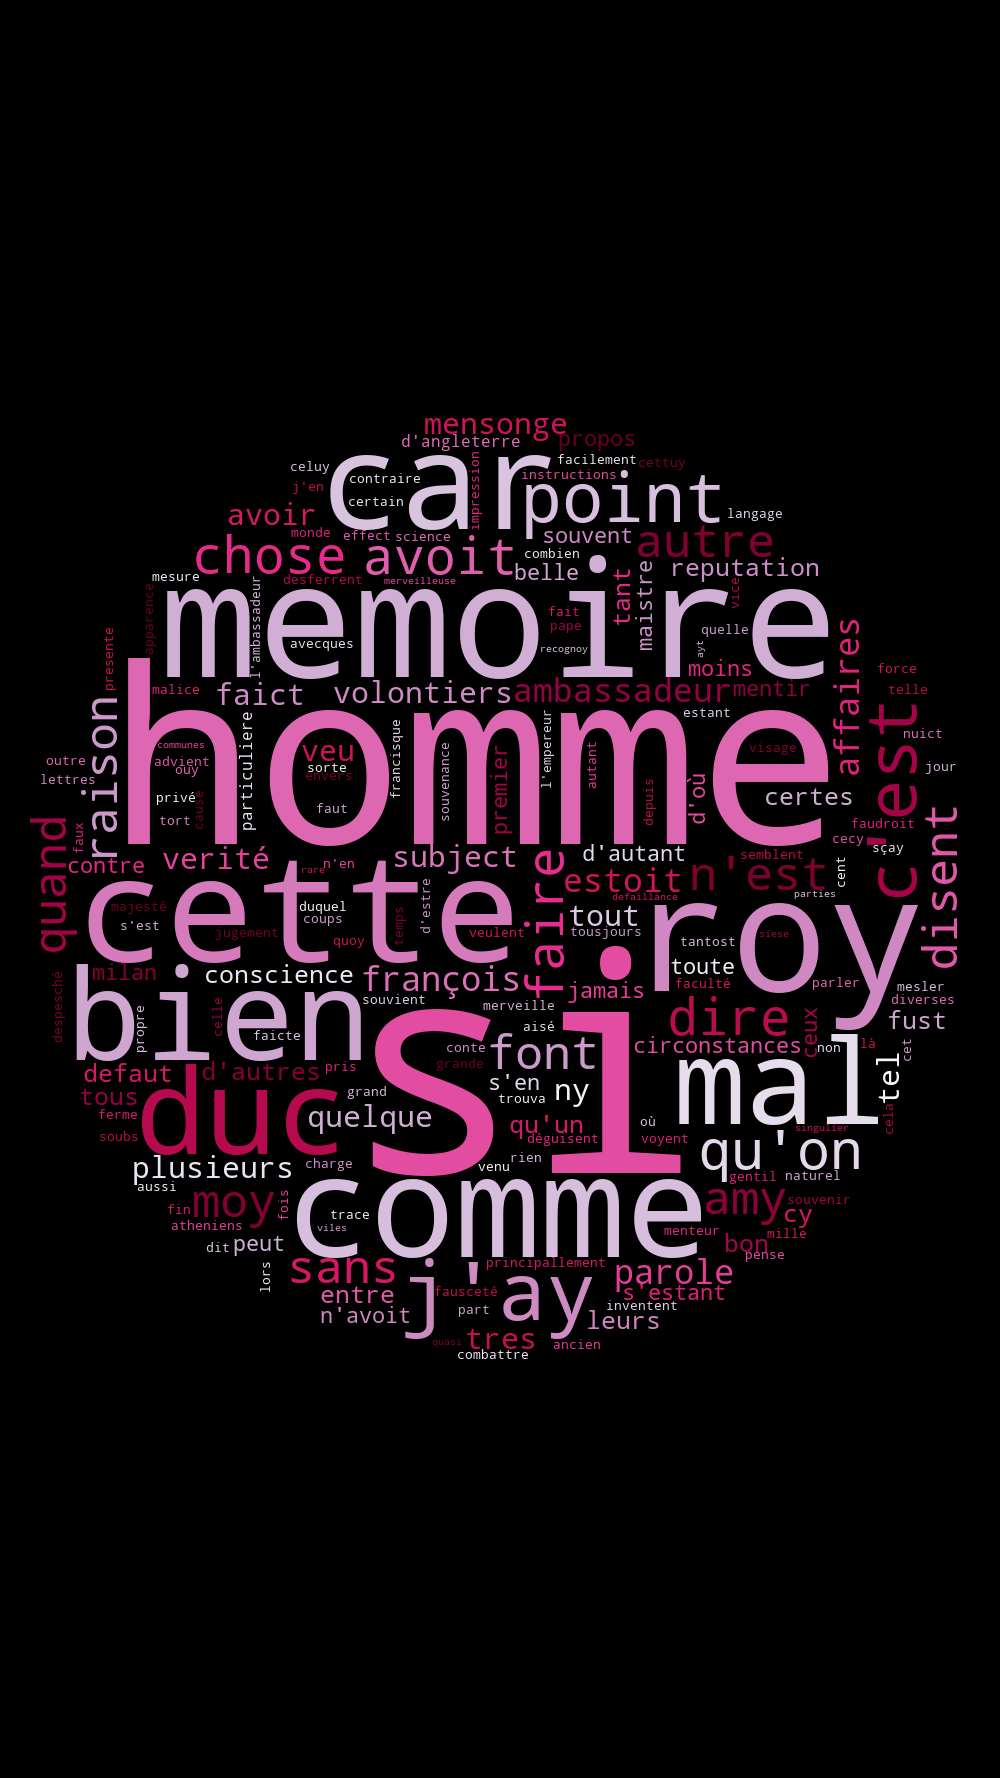 mensonge
d'angleterre propos
celuy car facilement cettuy
contraire impression instructions
j'en certain point langage
avoir monde effect science souvent autre
chose avoit combien belle reputation
mesure desferrent merveilleuse tant maistre vice
apparence l'ambassadeur memoire fait pape quelle
avecques recognoy ayt
presente malice faict volontiers ambassadeur moins mentir affaires force telle
homme estant c'est nuict
raison communes advient ouy particuliere veu sorte envers francisque souvenance premier l'empereur autant depuis d'où visage jour
outre lettres privé cause tort faut certes faudroit
quand faux contre verité rare n'en subject faire d'autant semblent cent cecy sçay dissent
cette estoit n'est parties
majesté s'est duquel coups jugement quoy temps d'estre veulent defaillance tout tousjours tantost siese roy
milan conscience françois si jamais toute faculté parler mesler diverses
despesché bien propre celle faicte souvient merveille aisé dire ceux fust
conte grande font circonstances non là cet
defaut d'autres pris s'en ny mal tel
tous duc grand trouva où cela
ferme soubs quelque qu'un déguisent voyent singulier qu'on
plusieurs charge venu rien gentil naturel
aussi comme amy souvenir
fin moy fois trace viles menteur cy
atheniens dit peut bon mille pense
lors sans j'ay principallement parole
entre fausceté s'estant
n'avoit part inventent leurs
quasi tres ancien
combattre